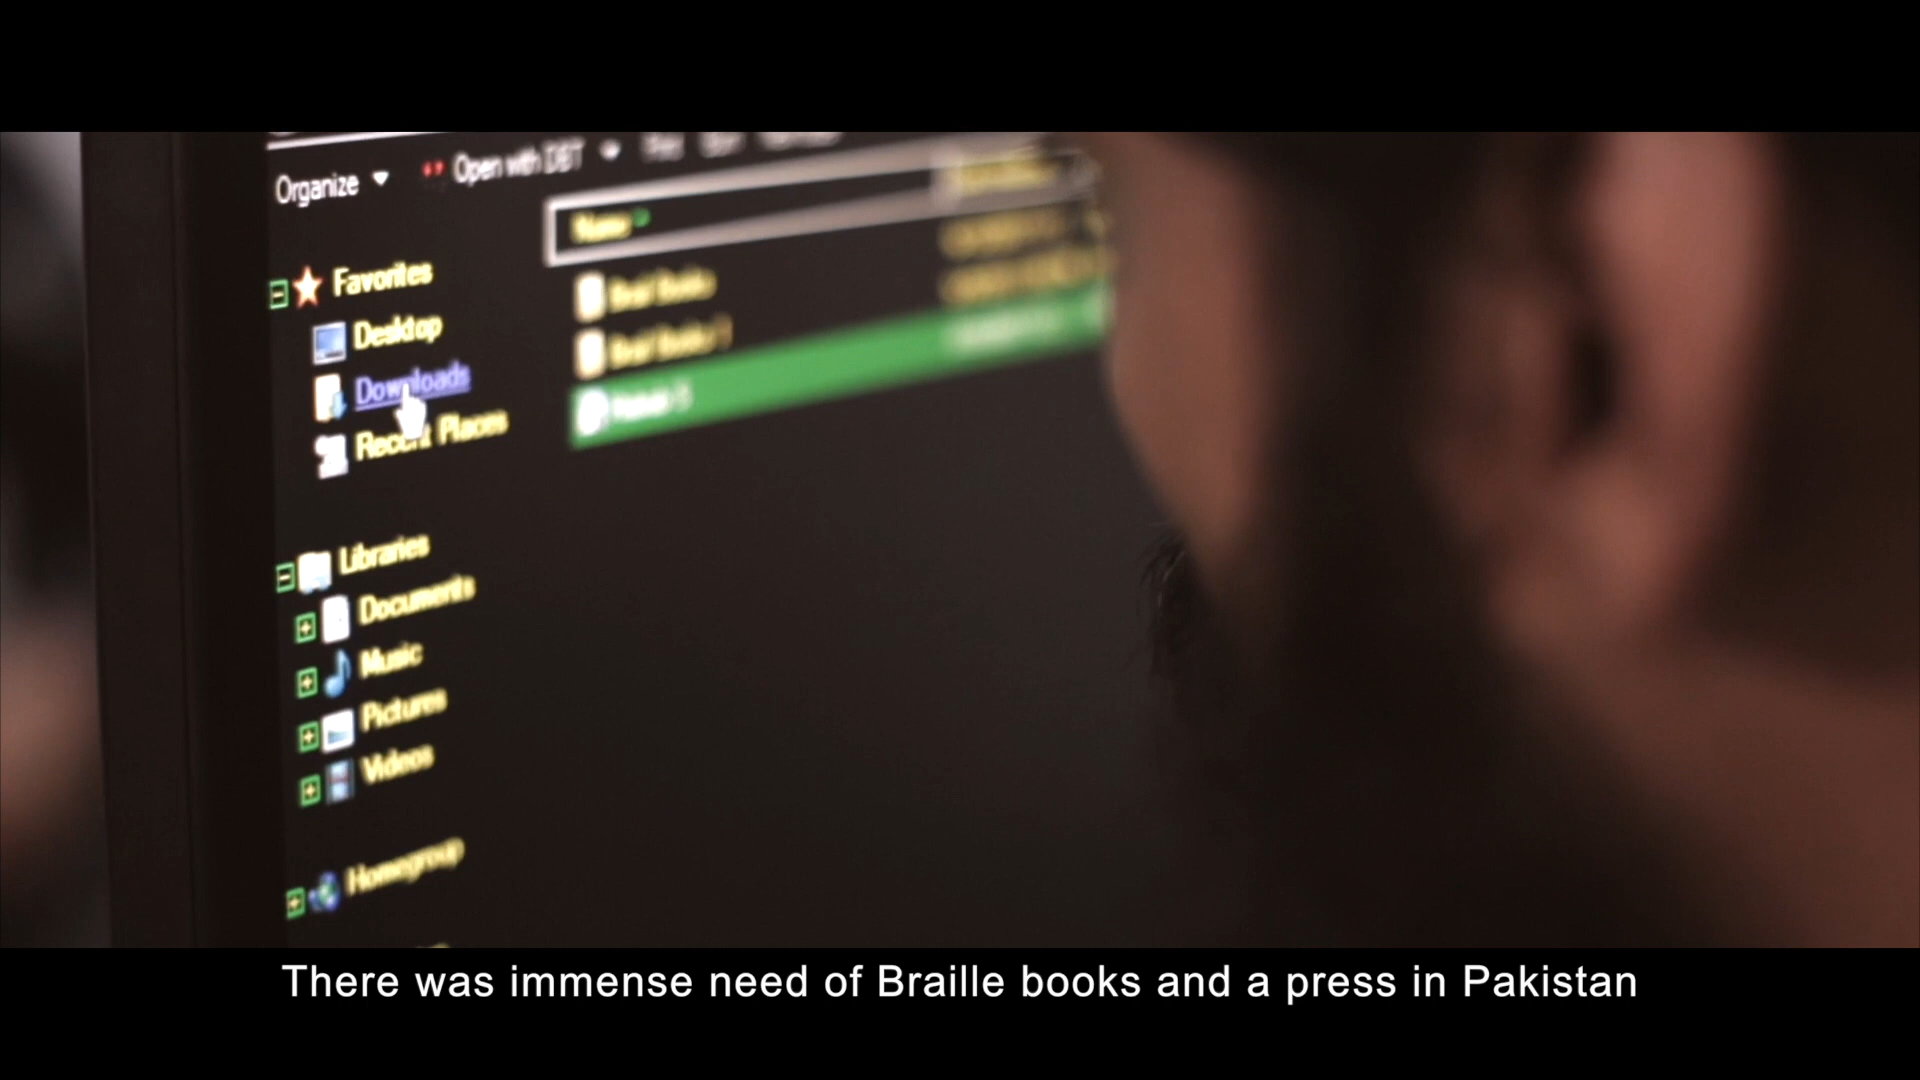 Organize
Open with DBT
Name
Favorites
Desktop
Downloads
Recent Places
Libraries
Documents
Music
Pictures
Videos
Homegroup
There was immense need of Braille books and a press in Pakistan